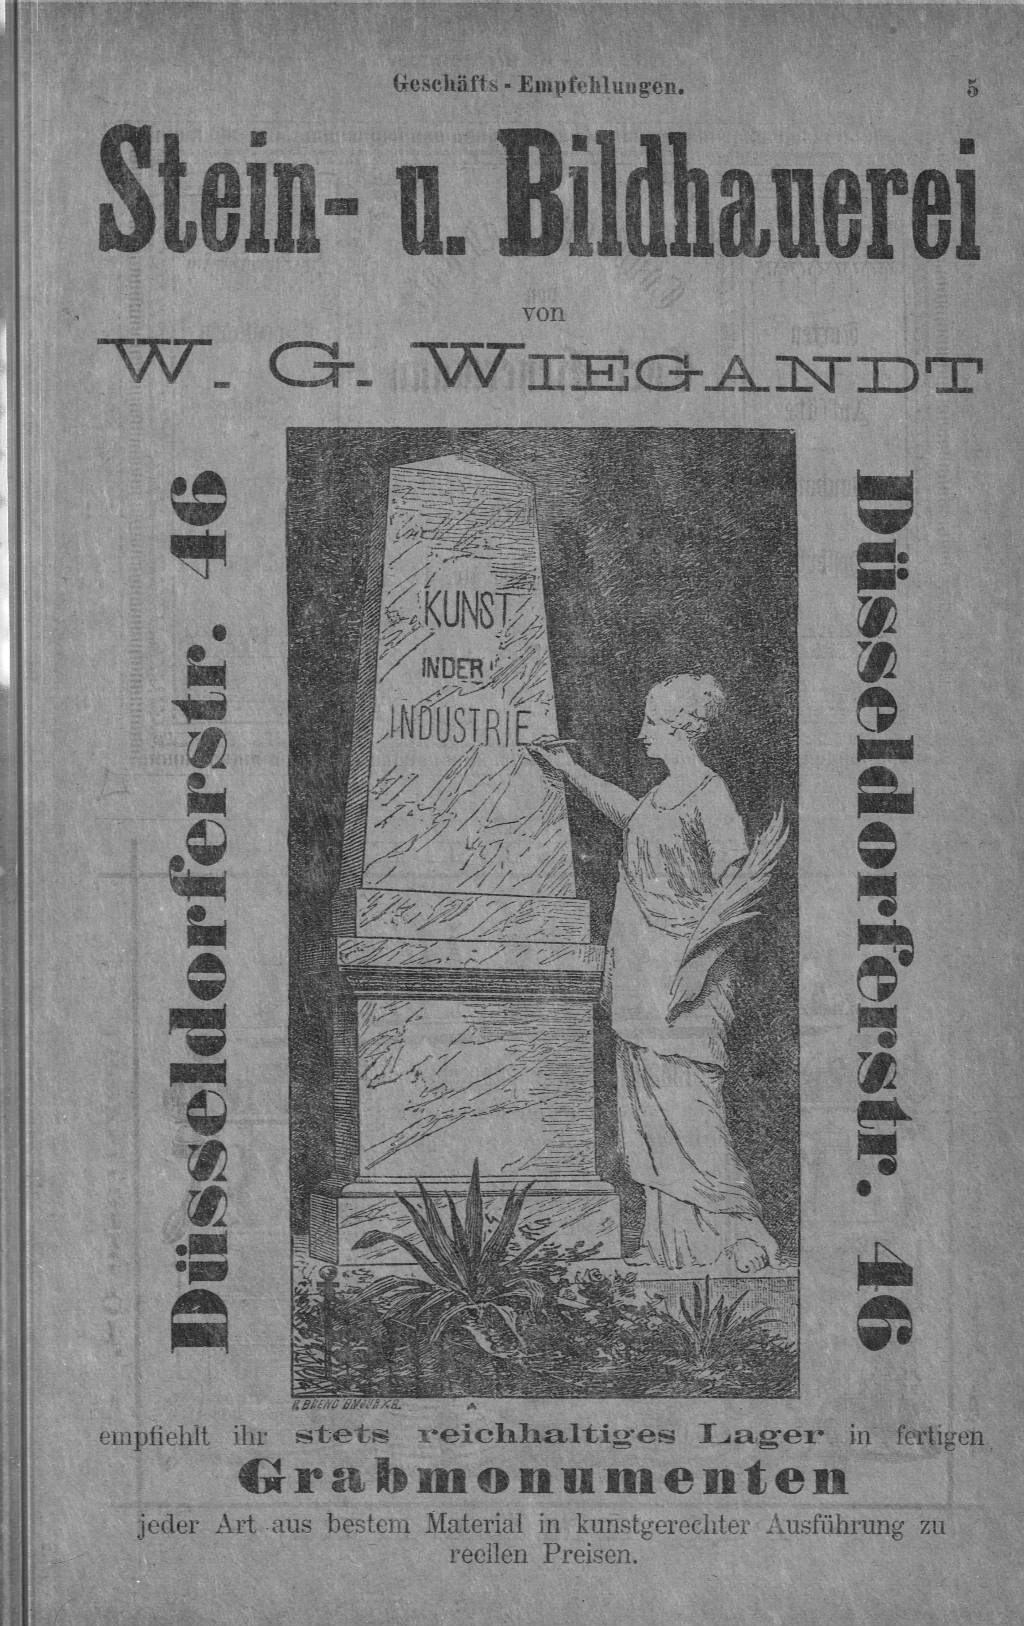 Geschäfts - Empfehlungen.
5
Stein- u. Bildhauerei
von
W. G. WIEGANDT
Düsseldorferstr. 46
KUNST
IN DER
INDUSTRIE
Düsseldorferstr. 46
empfiehlt ihr stets reichhaltiges Lager in fertigen
Grabmonumenten
jeder Art aus bestem Material in kunstgerechter Ausführung zu
reellen Preisen.